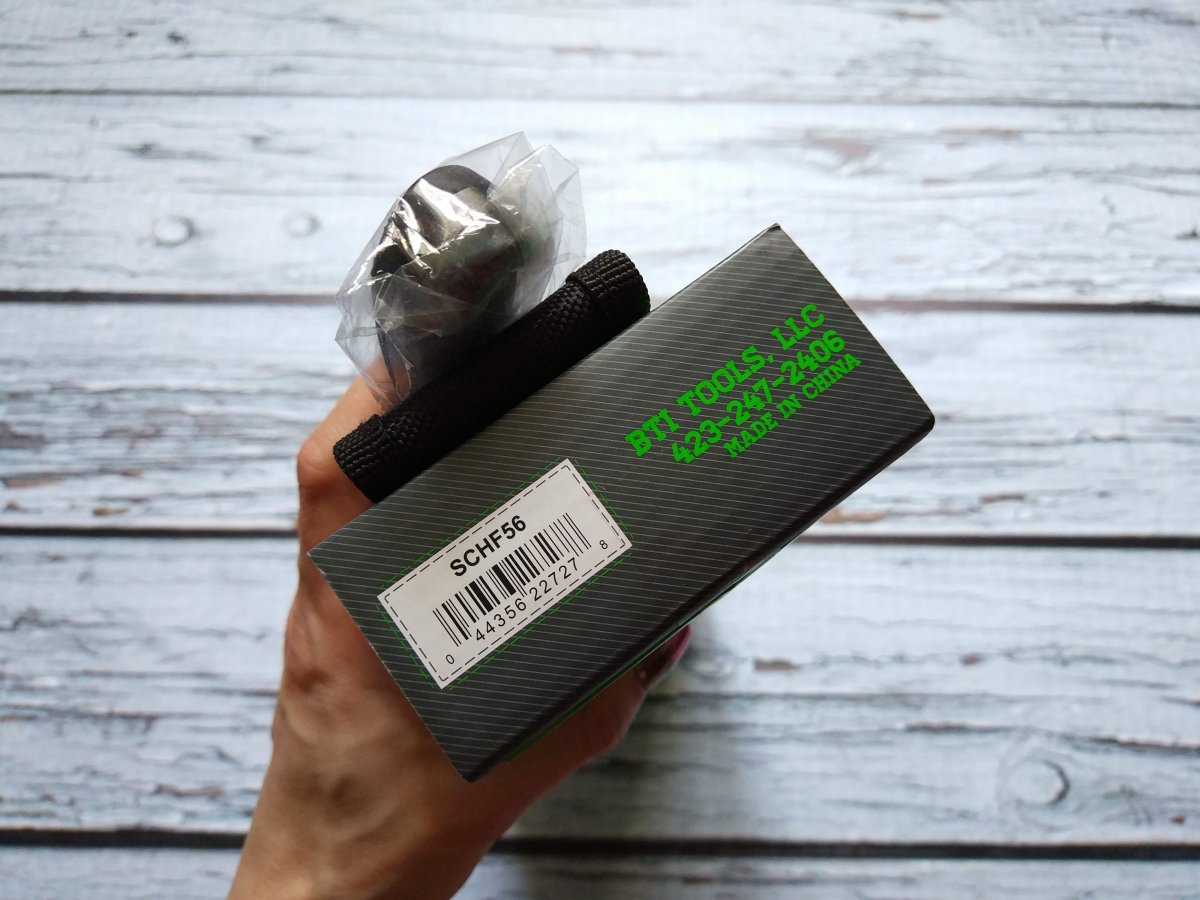 BTI TOOLS, LLC
423-247-2406
MADE IN CHINA
SCHF56
0 44356 22727 8